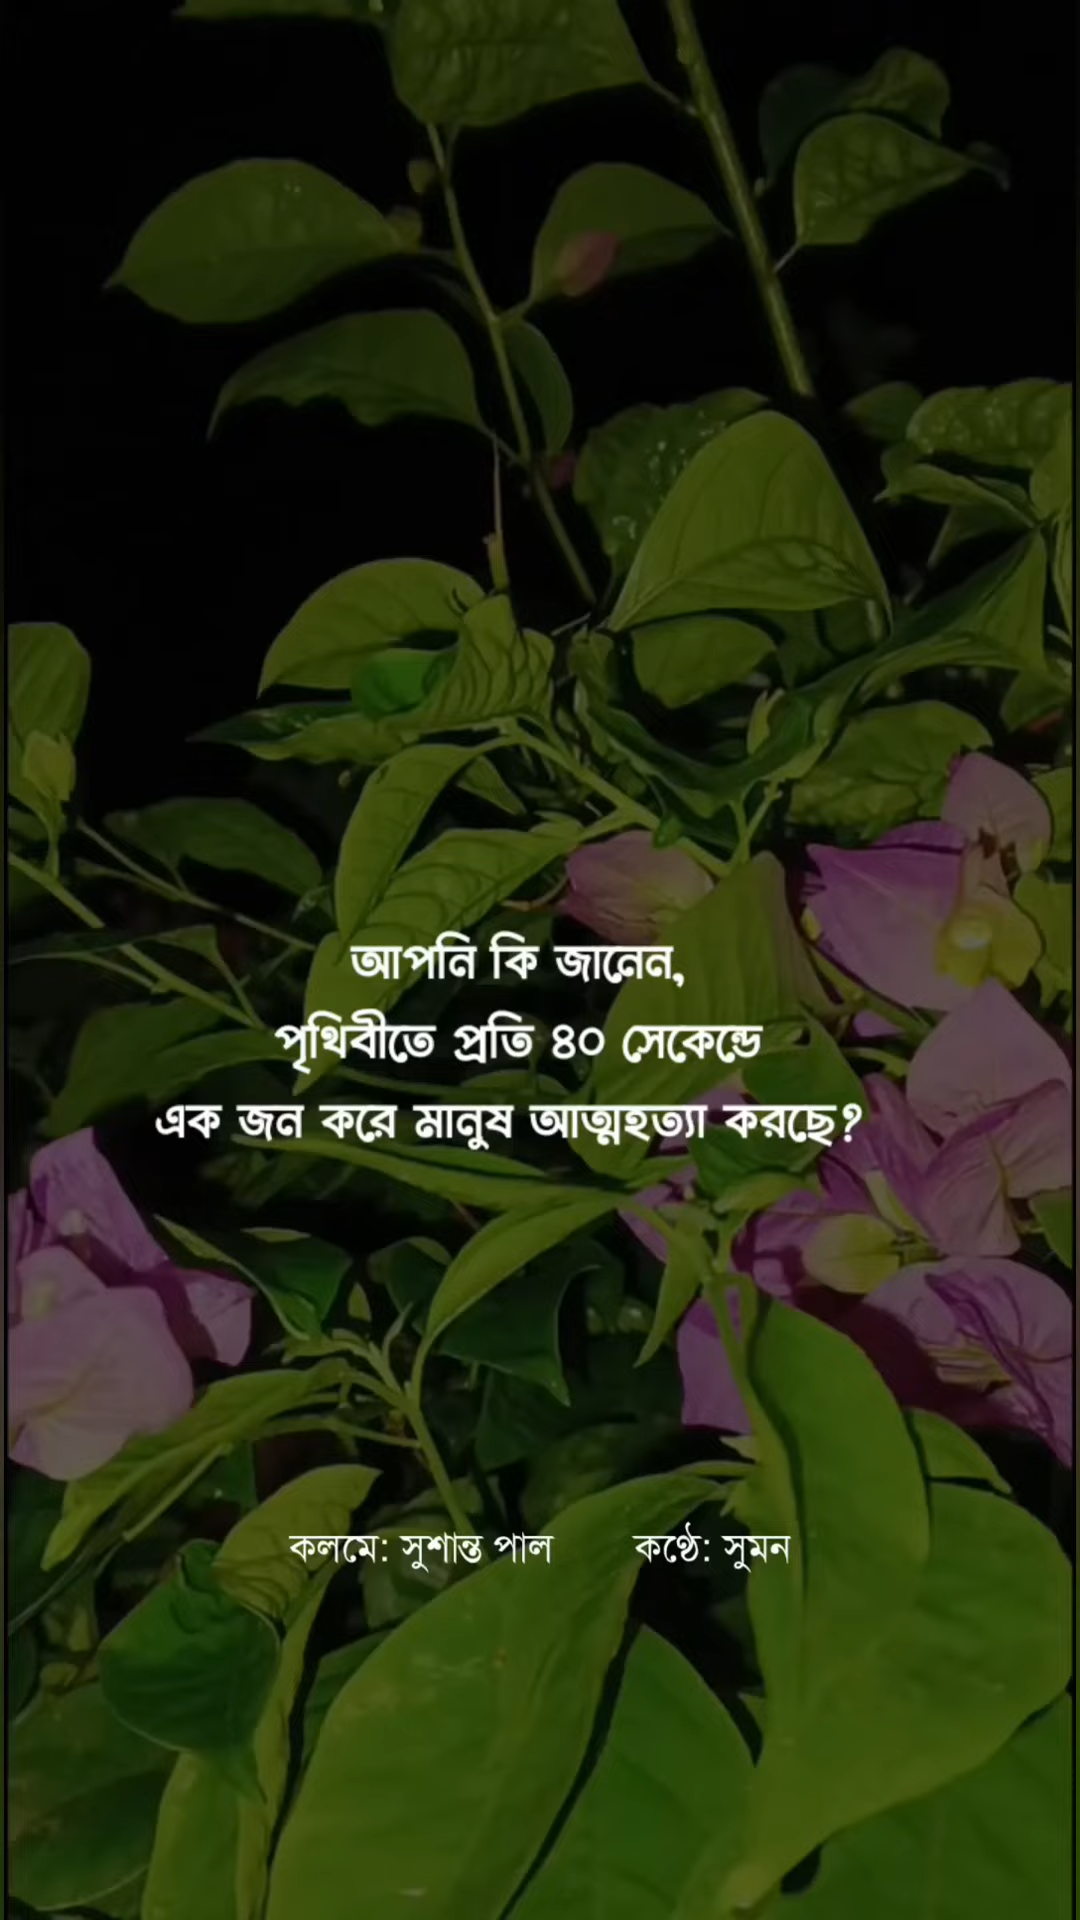 আপনি কি জানেন,
পৃথিবীতে প্রতি ৪০ সেকেন্ডে
এক জন করে মানুষ আত্মহত্যা করছে?
কলমে: সুশান্ত পাল কণ্ঠে: সুমন